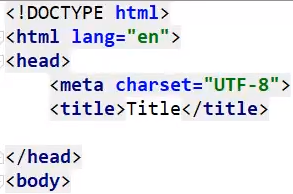 <!DOCTYPE html>
<html lang="en">
<head>
    <meta charset="UTF-8">
    <title>Title</title>

</head>
<body>